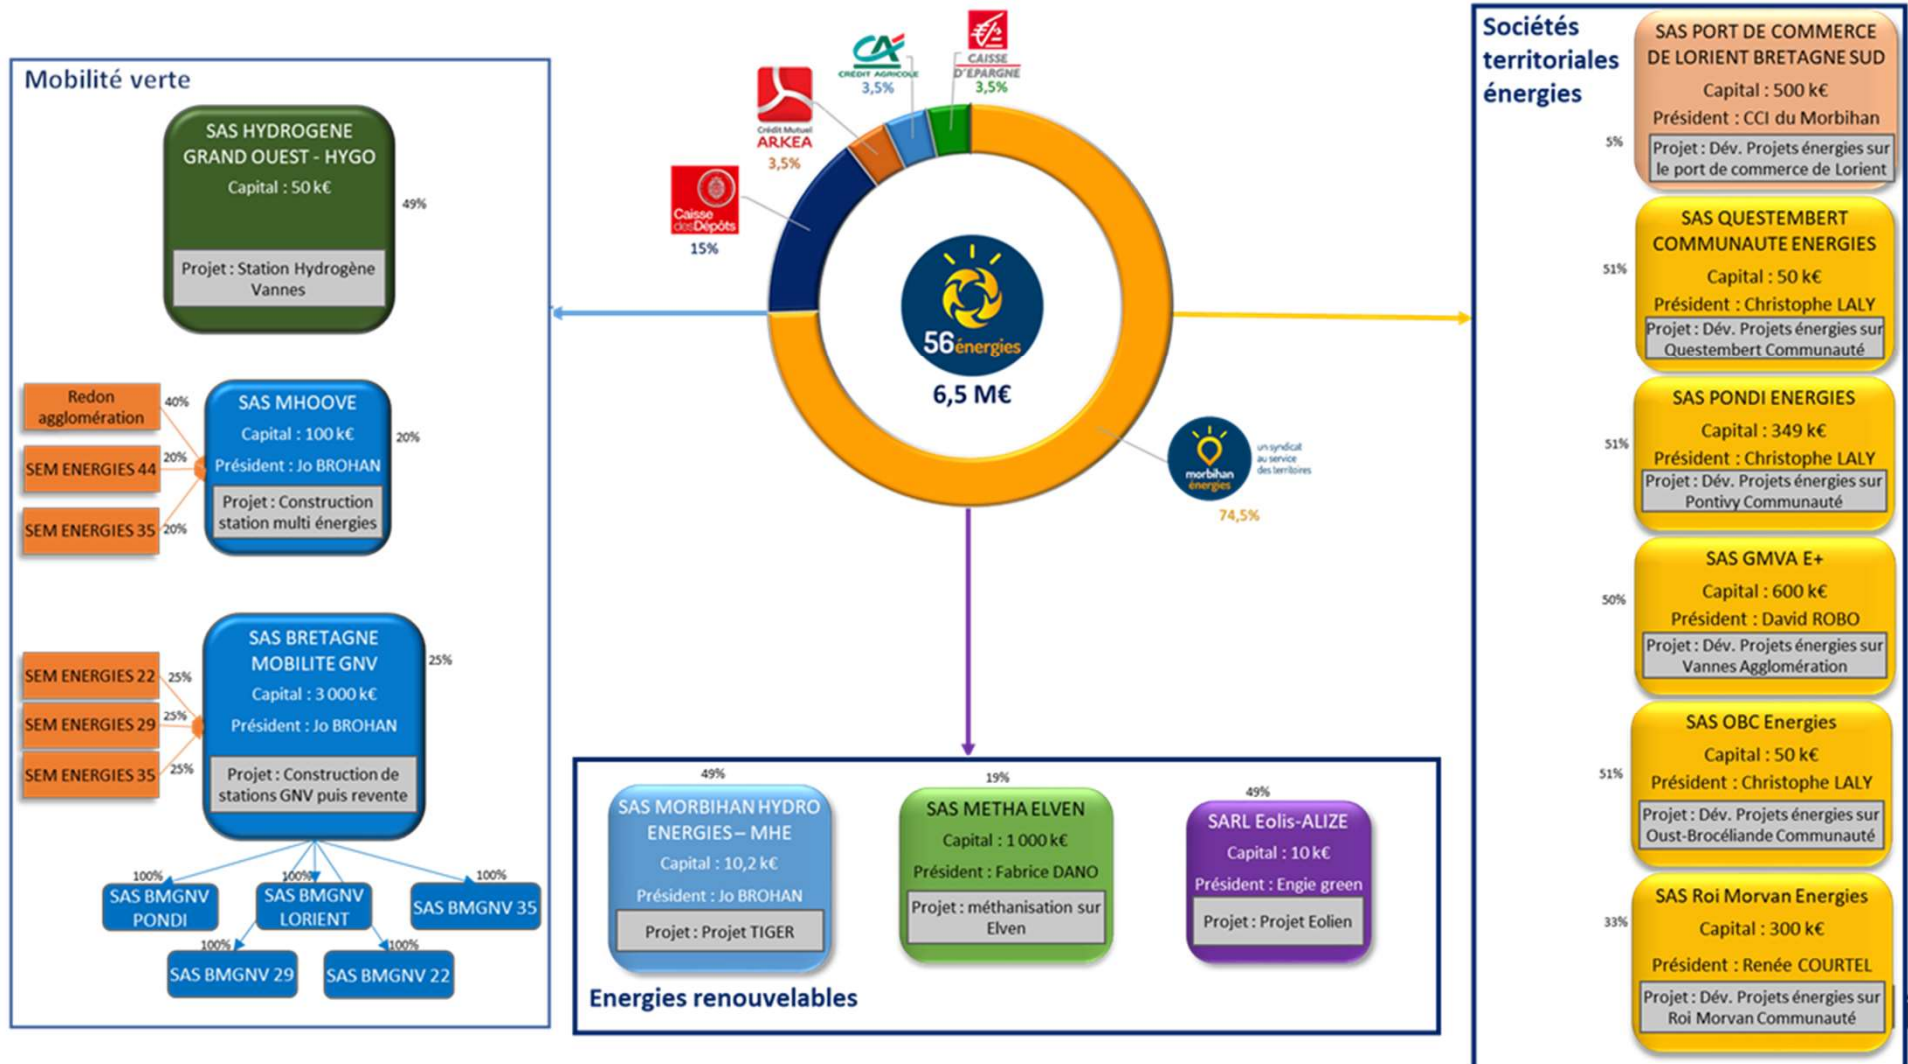 Mobilité verte
SAS HYDROGENE
GRAND OUEST - HYGO
Capital : 50 k€
Projet : Station Hydrogène
Vannes
49%
Redon
agglomération
40%
SEM ENERGIES 44
20%
SEM ENERGIES 35
20%
SAS MHOOVE
Capital : 100 k€
Président : Jo BROHAN
Projet : Construction
station multi énergies
20%
SEM ENERGIES 22
25%
SEM ENERGIES 29
25%
SEM ENERGIES 35
25%
SAS BRETAGNE
MOBILITE GNV
Capital : 3 000 k€
Président : Jo BROHAN
Projet : Construction de
stations GNV puis revente
25%
100%
SAS BMGNV
PONDI
100%
SAS BMGNV
LORIENT
100%
SAS BMGNV 35
100%
SAS BMGNV 29
100%
SAS BMGNV 22
Caisse
desDépôts
15%
Crédit Mutuel
ARKEA
3,5%
CA
CRÉDIT AGRICOLE
3,5%
CAISSE
D'EPARGNE
3,5%
56énergies
6,5 M€
morbihan
énergies
un syndicat
au service
des territoires
74,5%
49%
SAS MORBIHAN HYDRO
ENERGIES – MHE
Capital : 10,2 k€
Président : Jo BROHAN
Projet : Projet TIGER
19%
SAS METHA ELVEN
Capital : 1 000 k€
Président : Fabrice DANO
Projet : méthanisation sur
Elven
49%
SARL Eolis-ALIZE
Capital : 10 k€
Président : Engie green
Projet : Projet Eolien
Energies renouvelables
Sociétés
territoriales
énergies
5%
SAS PORT DE COMMERCE
DE LORIENT BRETAGNE SUD
Capital : 500 k€
Président : CCI du Morbihan
Projet : Dév. Projets énergies sur
le port de commerce de Lorient
51%
SAS QUESTEMBERT
COMMUNAUTE ENERGIES
Capital : 50 k€
Président : Christophe LALY
Projet : Dév. Projets énergies sur
Questembert Communauté
51%
SAS PONDI ENERGIES
Capital : 349 k€
Président : Christophe LALY
Projet : Dév. Projets énergies sur
Pontivy Communauté
50%
SAS GMVA E+
Capital : 600 k€
Président : David ROBO
Projet : Dév. Projets énergies sur
Vannes Agglomération
51%
SAS OBC Energies
Capital : 50 k€
Président : Christophe LALY
Projet : Dév. Projets énergies sur
Oust-Brocéliande Communauté
33%
SAS Roi Morvan Energies
Capital : 300 k€
Président : Renée COURTEL
Projet : Dév. Projets énergies sur
Roi Morvan Communauté